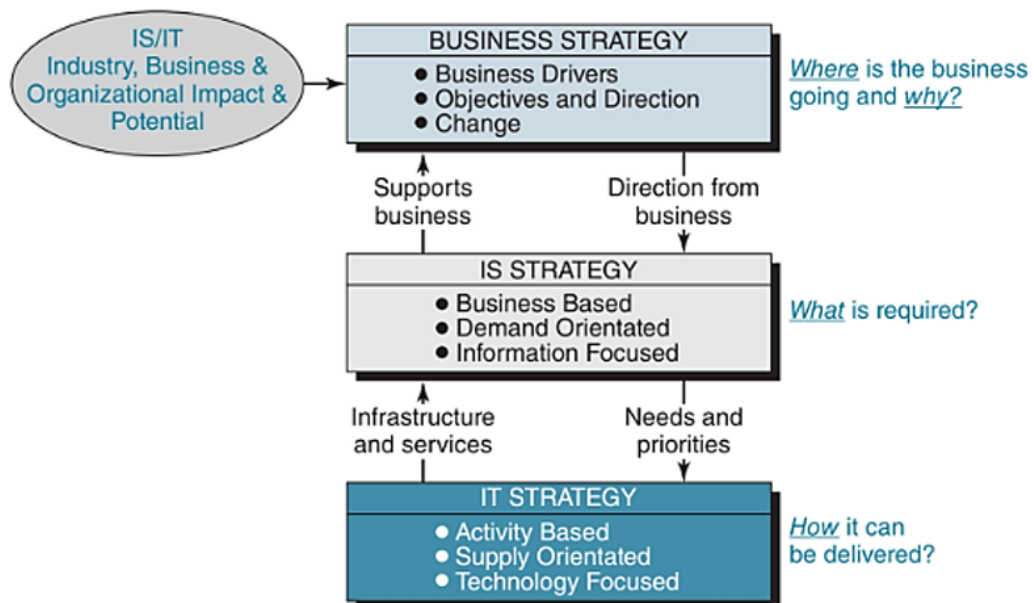 IS/IT
Industry, Business &
Organizational Impact &
Potential
BUSINESS STRATEGY
● Business Drivers
● Objectives and Direction
● Change
Where is the business
going and why?
Supports
business
Direction from
business
IS STRATEGY
● Business Based
● Demand Orientated
● Information Focused
What is required?
Infrastructure
and services
Needs and
priorities
IT STRATEGY
● Activity Based
● Supply Orientated
● Technology Focused
How it can
be delivered?